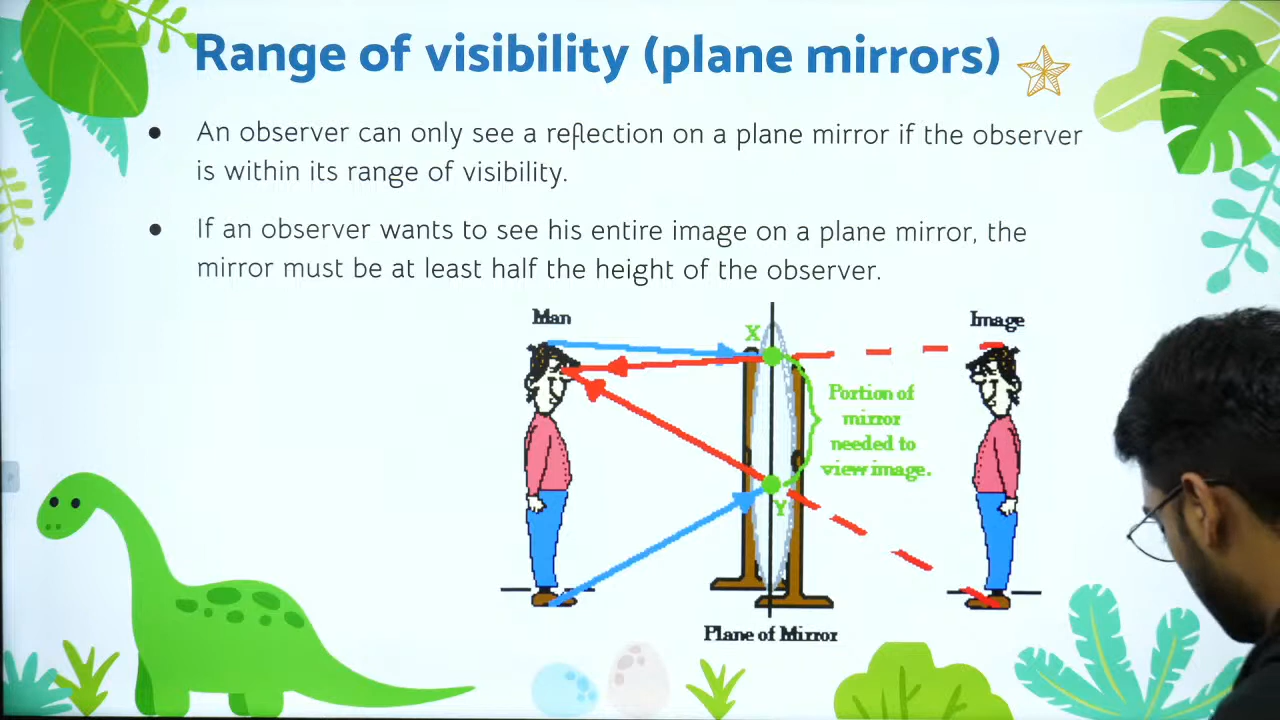 Range of visibility (plane mirrors)
• An observer can only see a reflection on a plane mirror if the observer
is within its range of visibility.
• If an observer wants to see his entire image on a plane mirror, the
mirror must be at least half the height of the observer.
Man
X
Image
Portion of
mirror
needed to
view image.
Y
Plane of Mirror